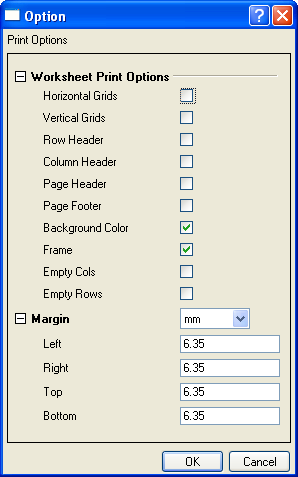 Option
Print Options
Worksheet Print Options
Horizontal Grids
Vertical Grids
Row Header
Column Header
Page Header
Page Footer
Background Color
Frame
Empty Cols
Empty Rows
Margin mm
Left 6.35
Right 6.35
Top 6.35
Bottom 6.35
OK Cancel